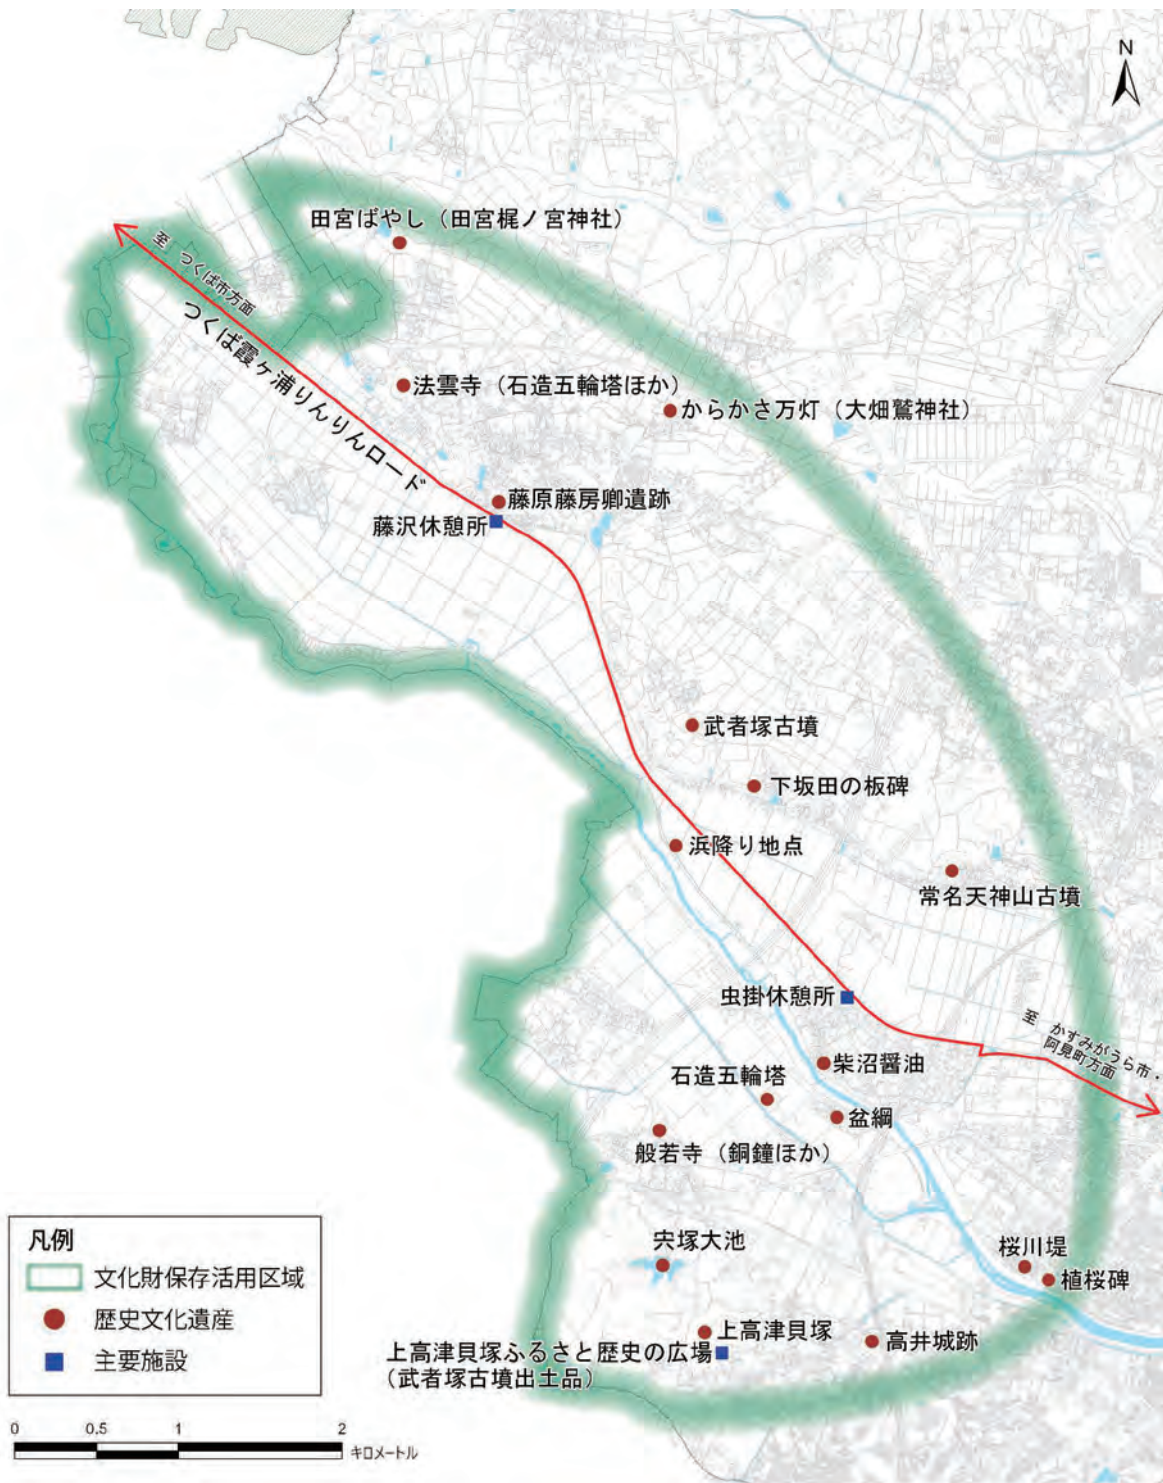 N
田宮ばやし（田宮梶ノ宮神社）
至 つくば市方面
つくば霞ヶ浦りんりんロード
法雲寺（石造五輪塔ほか）
からかさ万灯（大畑鷲神社）
藤原藤房卿遺跡
藤沢休憩所
武者塚古墳
下坂田の板碑
浜降り地点
常名天神山古墳
虫掛休憩所
至 かすみがうら市・
阿見町方面
柴沼醤油
石造五輪塔
盆綱
般若寺（銅鐘ほか）
宍塚大池
桜川堤
植桜碑
上高津貝塚
高井城跡
上高津貝塚ふるさと歴史の広場
（武者塚古墳出土品）
凡例
文化財保存活用区域
歴史文化遺産
主要施設
0 0.5 1 2
キロメートル